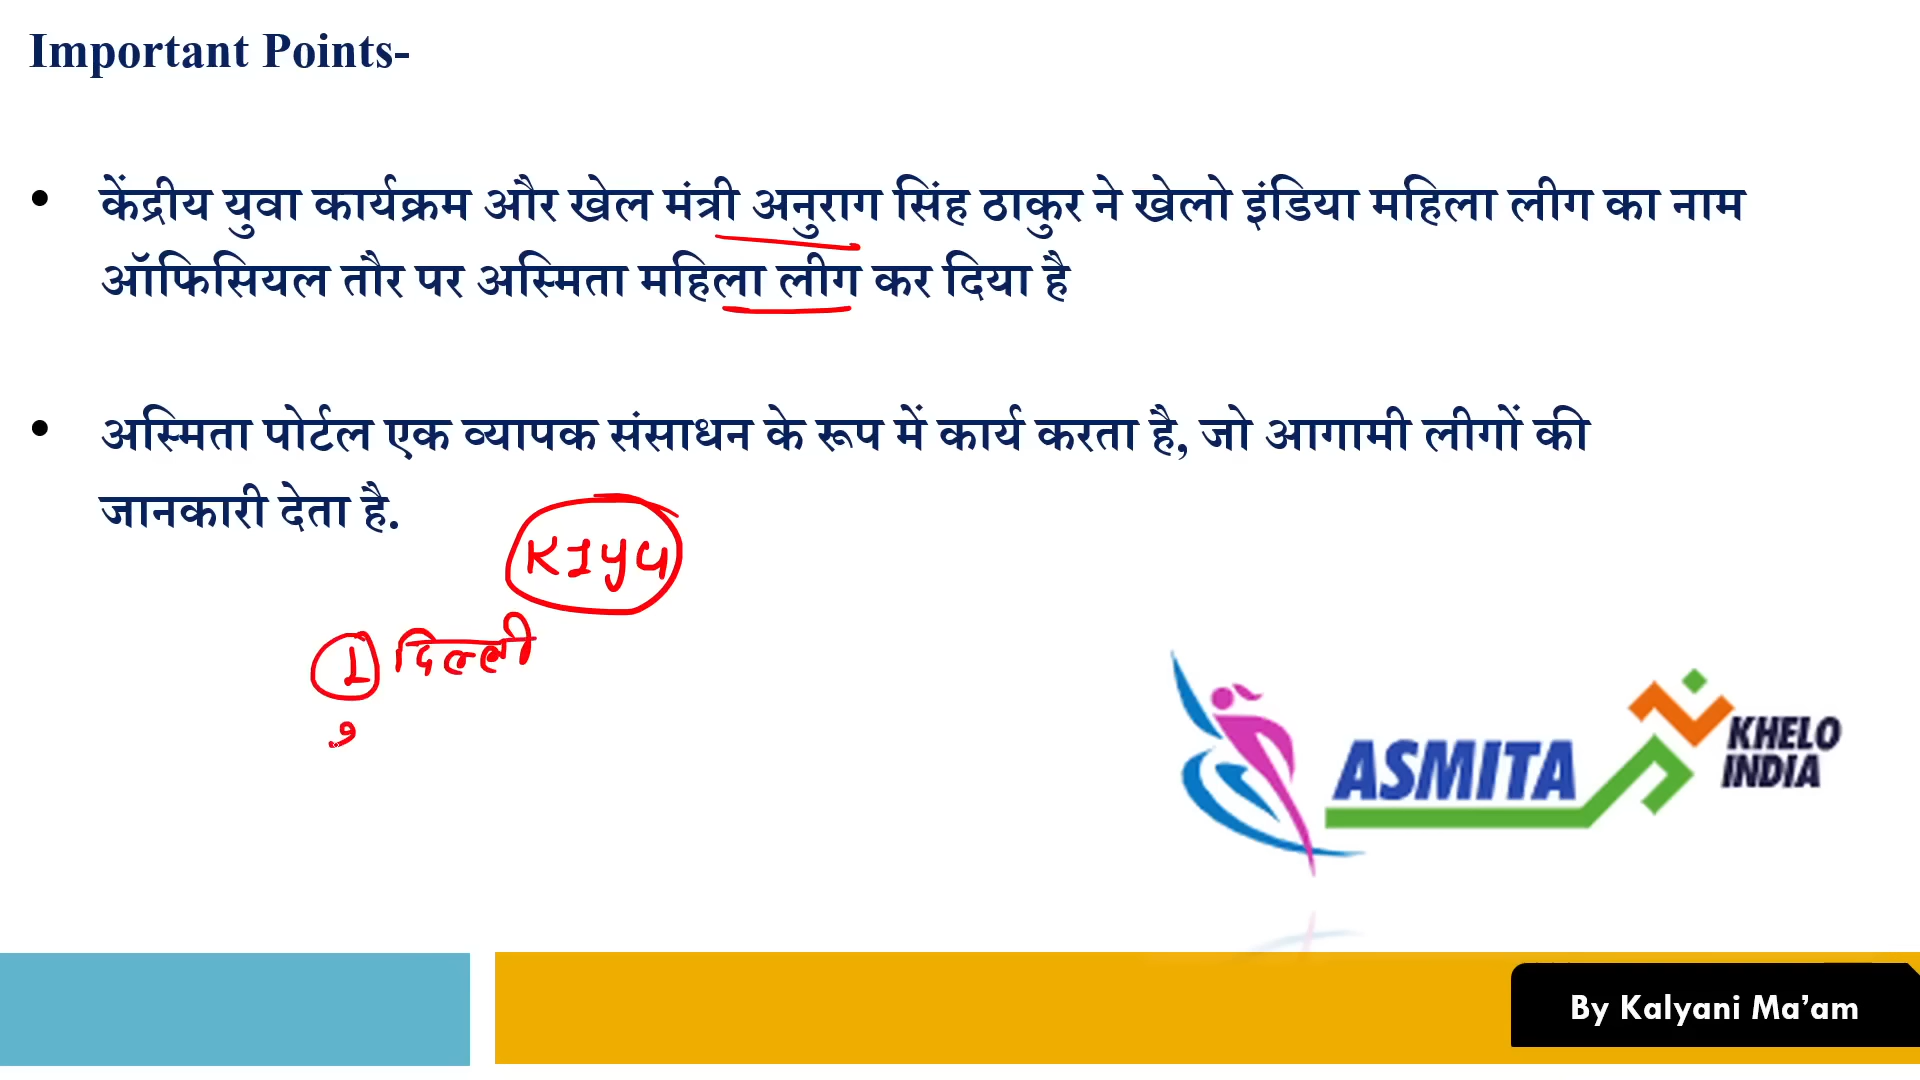 Important Points-
• केंद्रीय युवा कार्यक्रम और खेल मंत्री अनुराग सिंह ठाकुर ने खेलो इंडिया महिला लीग का नाम
ऑफिसियल तौर पर अस्मिता महिला लीग कर दिया है
• अस्मिता पोर्टल एक व्यापक संसाधन के रूप में कार्य करता है, जो आगामी लीगों की
जानकारी देता है.
1 दिल्ली
ASMITA
KHELO
INDIA
By Kalyani Ma’am